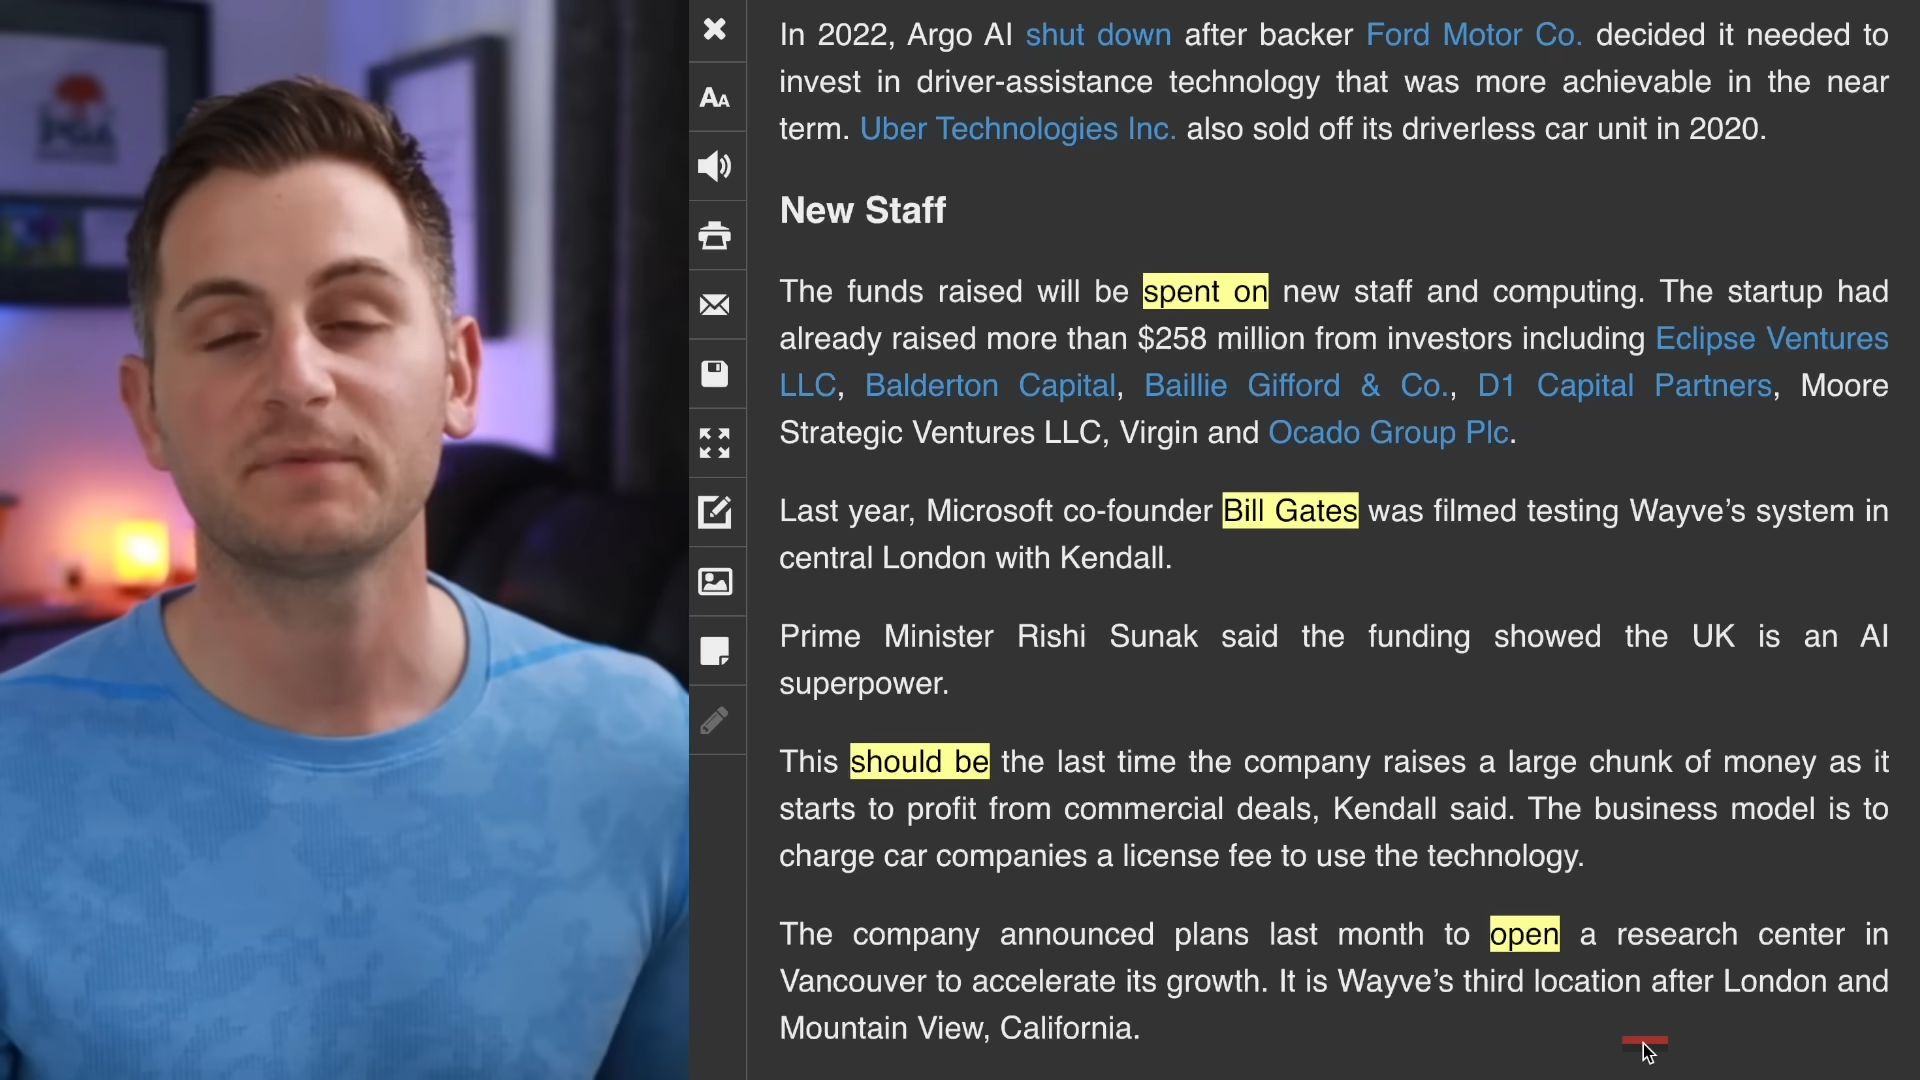 In 2022, Argo AI shut down after backer Ford Motor Co. decided it needed to
invest in driver-assistance technology that was more achievable in the near
term. Uber Technologies Inc. also sold off its driverless car unit in 2020.
New Staff
The funds raised will be spent on new staff and computing. The startup had
already raised more than $258 million from investors including Eclipse Ventures
LLC, Balderton Capital, Baillie Gifford & Co., D1 Capital Partners, Moore
Strategic Ventures LLC, Virgin and Ocado Group Plc.
Last year, Microsoft co-founder Bill Gates was filmed testing Wayve’s system in
central London with Kendall.
Prime Minister Rishi Sunak said the funding showed the UK is an AI
superpower.
This should be the last time the company raises a large chunk of money as it
starts to profit from commercial deals, Kendall said. The business model is to
charge car companies a license fee to use the technology.
The company announced plans last month to open a research center in
Vancouver to accelerate its growth. It is Wayve’s third location after London and
Mountain View, California.